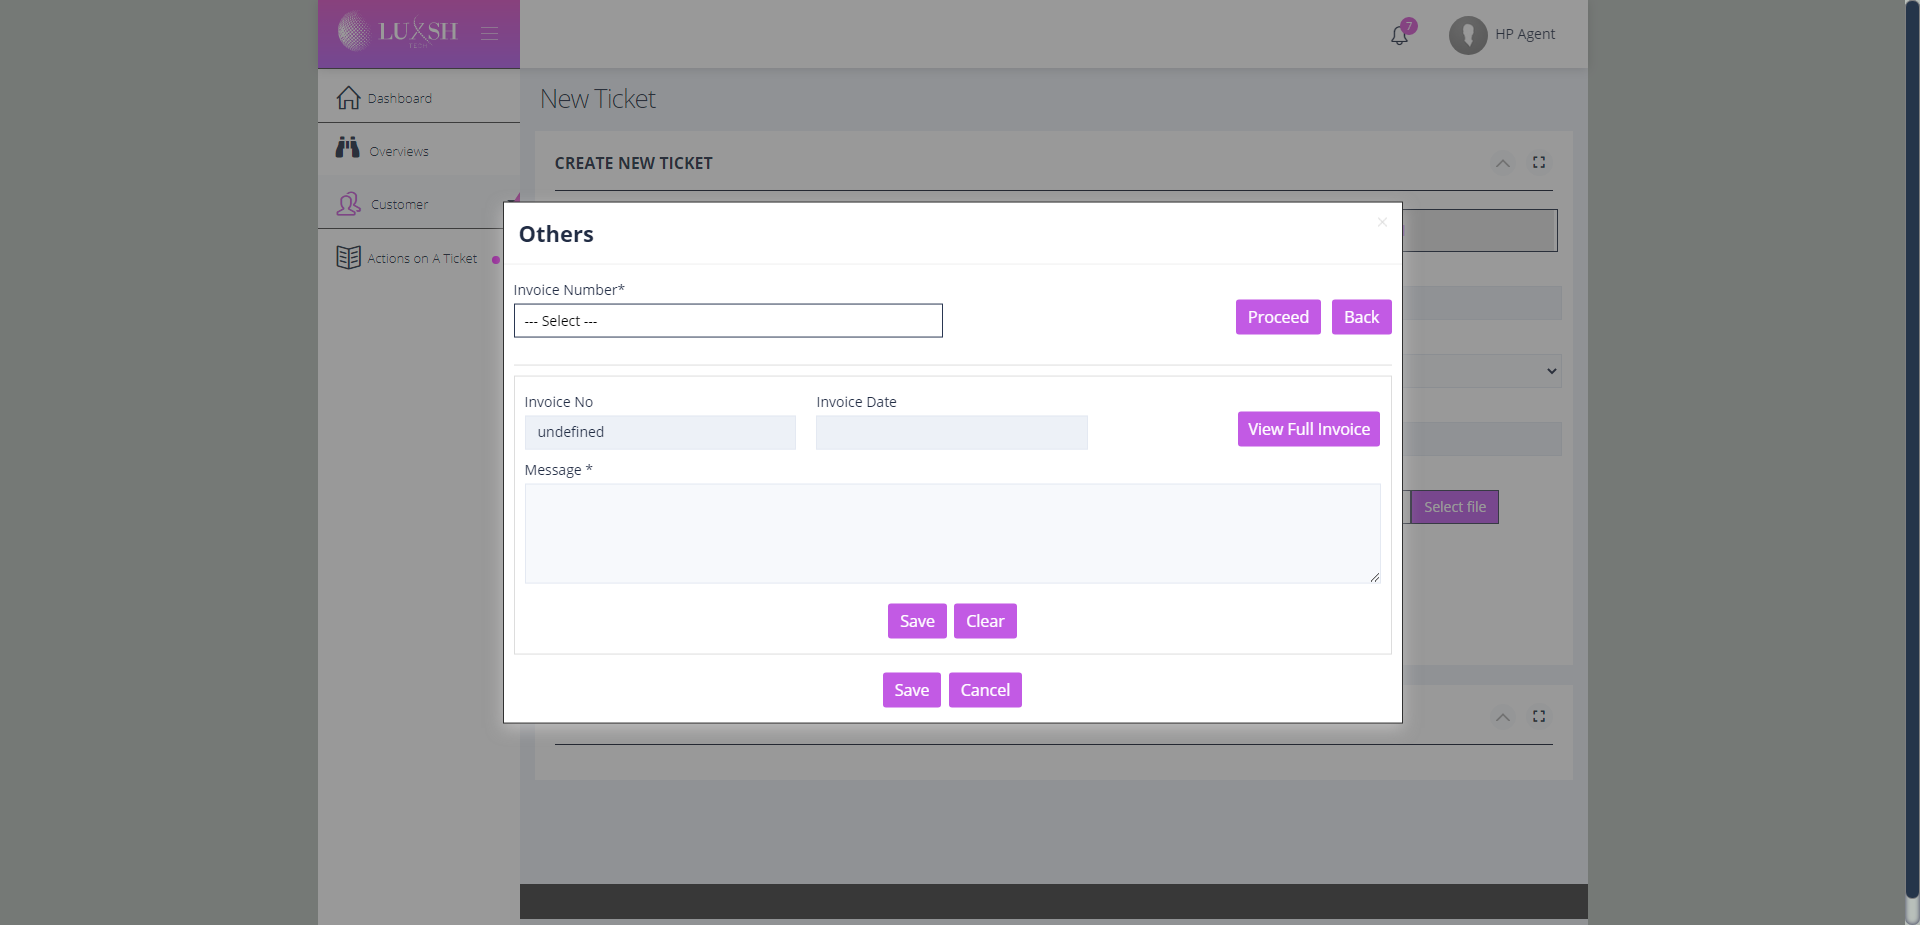 LUXSH
7
HP Agent
Dashboard
Overviews
Customer
Actions on A Ticket
New Ticket
CREATE NEW TICKET
Others
×
Invoice Number*
--- Select ---
Proceed
Back
Invoice No
Invoice Date
undefined
View Full Invoice
Message *
Save
Clear
Save
Cancel
Select file